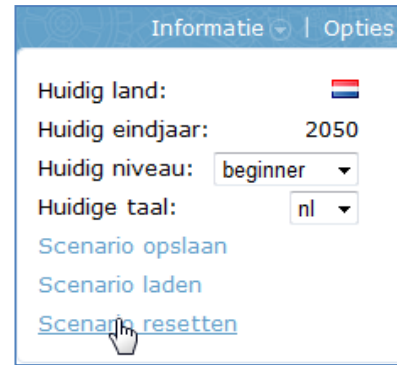 Informatie | Opties
Huidig land:
Huidig eindjaar: 2050
Huidig niveau: beginner
Huidige taal: nl
Scenario opslaan
Scenario laden
Scenario resetten